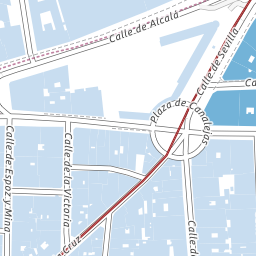 Calle de Alcalá
Calle de Sevilla
Plaza de Canalejas
Calle de Espoz y Mina
Calle de la Victoria
Cruz
Calle d